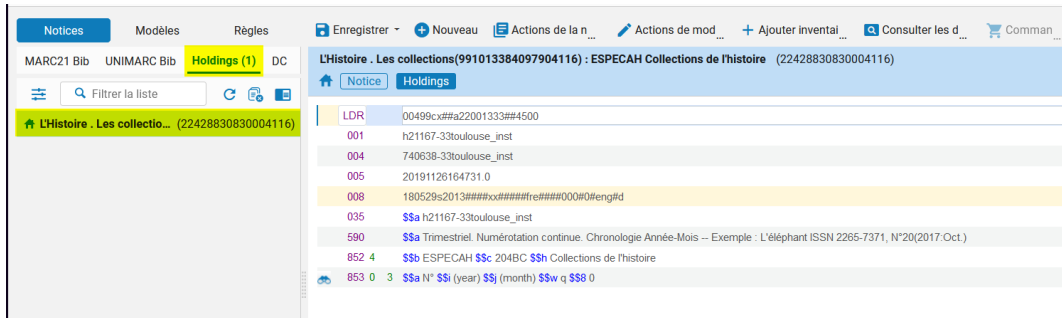 Notices Modèles Règles
Enregistrer Nouveau Actions de la n... Actions de mod... Ajouter inventai... Consulter les d... Comman...
MARC21 Bib UNIMARC Bib Holdings (1) DC
L'Histoire . Les collections(991013384097904116) : ESPECAH Collections de l'histoire (22428830830004116)
Notice Holdings
Filtrer la liste
L'Histoire . Les collectio... (22428830830004116)
LDR 00499cx##a22001333##4500
001 h21167-33toulouse_inst
004 740638-33toulouse_inst
005 20191126164731.0
008 180529s2013####xx#####fre####000#0#eng#d
035 $$a h21167-33toulouse_inst
590 $$a Trimestriel. Numérotation continue. Chronologie Année-Mois -- Exemple : L'éléphant ISSN 2265-7371, N°20(2017:Oct.)
852 4 $$b ESPECAH $$c 204BC $$h Collections de l'histoire
853 0 3 $$a N° $$i (year) $$j (month) $$w q $$8 0